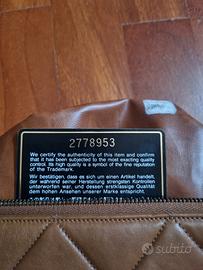 2778953
We certify the authenticity of this item and confirm
that it has been subjected to the most exacting quality
control. Its high quality is a symbol of the fine reputation
of the Trademark.
Wir bestätigen, dass es sich um einen Artikel handelt,
der während seiner Herstellung strengsten Kontrollen
unterworfen war, und dessen erstklassige Qualität
dem hohen Ansehen unserer Marke entspricht.
subito